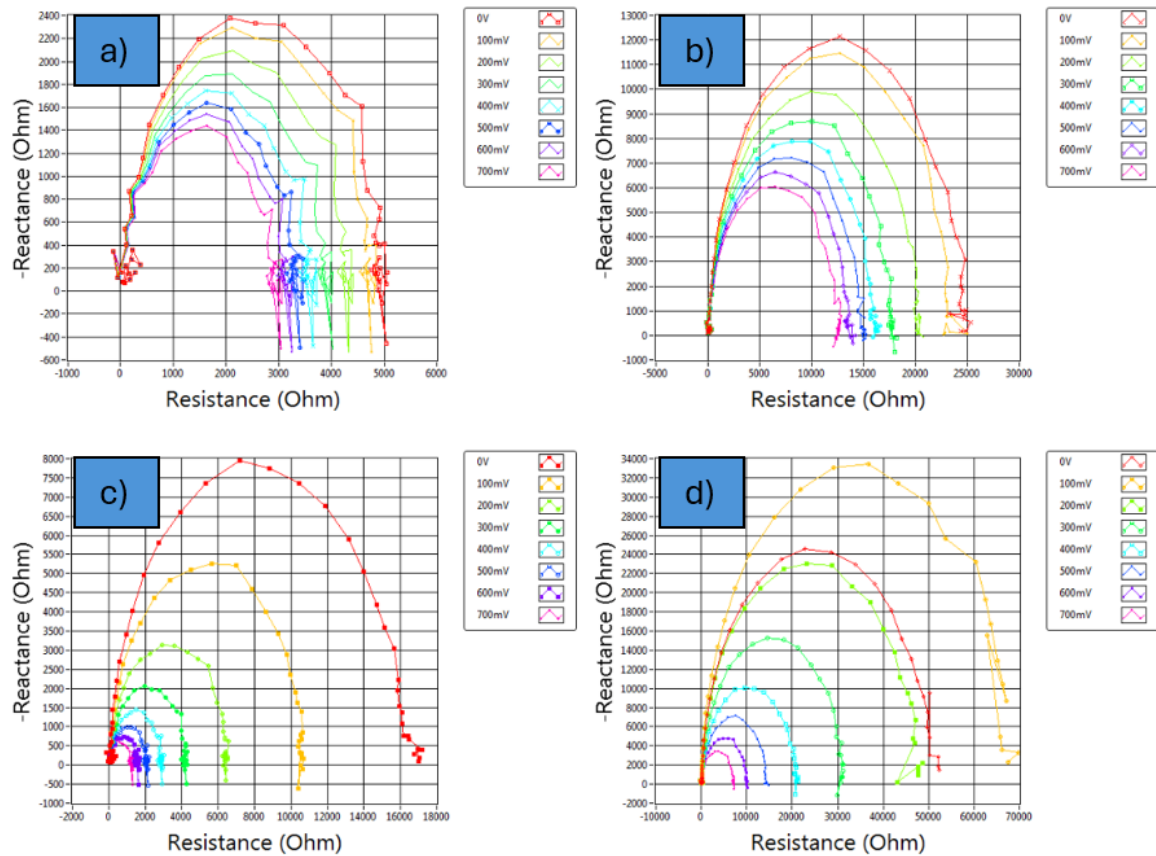 a)
2600
2400
2200
2000
1800
1600
1400
1200
1000
800
600
400
200
0
-200
-400
-600
-Reactance (Ohm)
-1000 0 1000 2000 3000 4000 5000 6000
Resistance (Ohm)
0V
100mV
200mV
300mV
400mV
500mV
600mV
700mV
b)
13000
12000
11000
10000
9000
8000
7000
6000
5000
4000
3000
2000
1000
0
-1000
-Reactance (Ohm)
-5000 0 5000 10000 15000 20000 25000 30000
Resistance (Ohm)
0V
100mV
200mV
300mV
400mV
500mV
600mV
700mV
c)
8000
7500
7000
6500
6000
5500
5000
4500
4000
3500
3000
2500
2000
1500
1000
500
0
-500
-1000
-Reactance (Ohm)
-2000 0 2000 4000 6000 8000 10000 12000 14000 16000 18000
Resistance (Ohm)
0V
100mV
200mV
300mV
400mV
500mV
600mV
700mV
d)
34000
32000
30000
28000
26000
24000
22000
20000
18000
16000
14000
12000
10000
8000
6000
4000
2000
0
-2000
-Reactance (Ohm)
-10000 0 10000 20000 30000 40000 50000 60000 70000
Resistance (Ohm)
0V
100mV
200mV
300mV
400mV
500mV
600mV
700mV